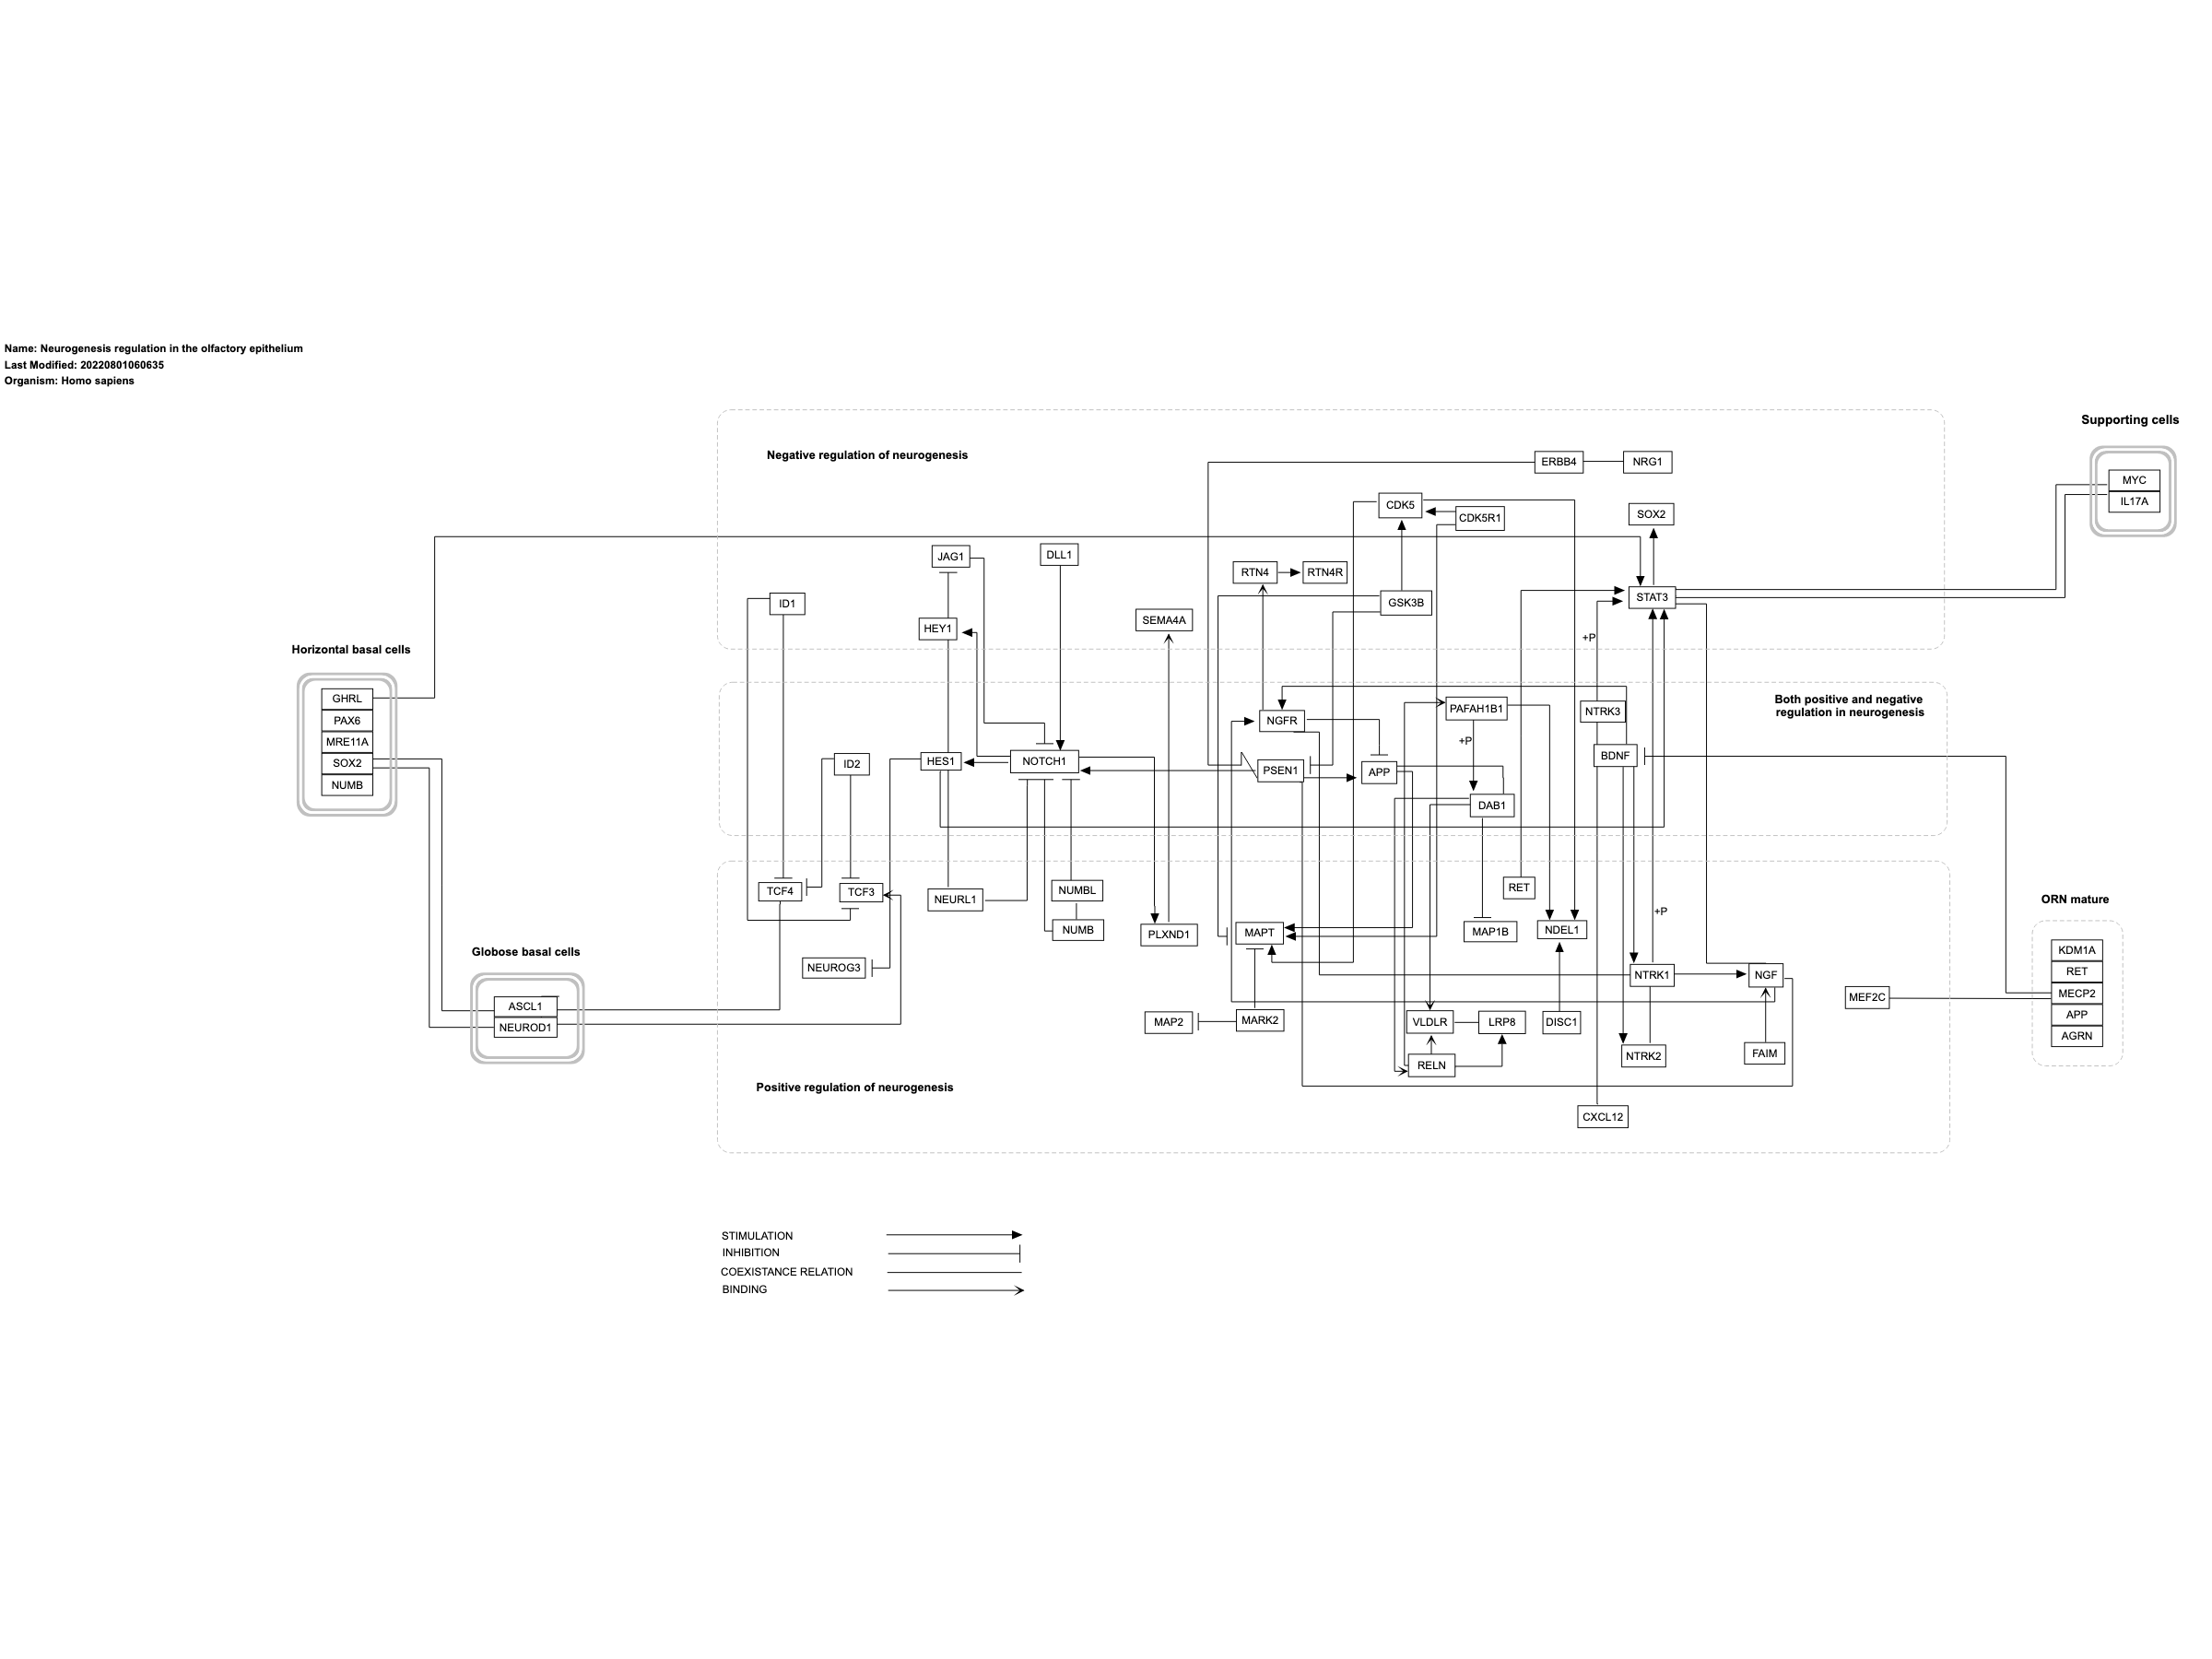 Name: Neurogenesis regulation in the olfactory epithelium
Last Modified: 20220801060635
Organism: Homo sapiens
Supporting cells
MYC
IL17A
Negative regulation of neurogenesis
ERBB4
NRG1
CDK5
CDK5R1
SOX2
JAG1
DLL1
RTN4
RTN4R
ID1
GSK3B
STAT3
SEMA4A
HEY1
+P
Horizontal basal cells
GHRL
PAX6
MRE11A
SOX2
NUMB
Both positive and negative
regulation in neurogenesis
NGFR
PAFAH1B1
NTRK3
+P
ID2
HES1
NOTCH1
PSEN1
APP
BDNF
DAB1
TCF4
TCF3
NEURL1
NUMBL
NUMB
RET
PLXND1
MAPT
MAP1B
NDEL1
+P
NEUROG3
NTRK1
NGF
MEF2C
ORN mature
KDM1A
RET
MECP2
APP
AGRN
Globose basal cells
ASCL1
NEUROD1
MAP2
MARK2
VLDLR
LRP8
DISC1
NTRK2
FAIM
RELN
Positive regulation of neurogenesis
CXCL12
STIMULATION
INHIBITION
COEXISTANCE RELATION
BINDING